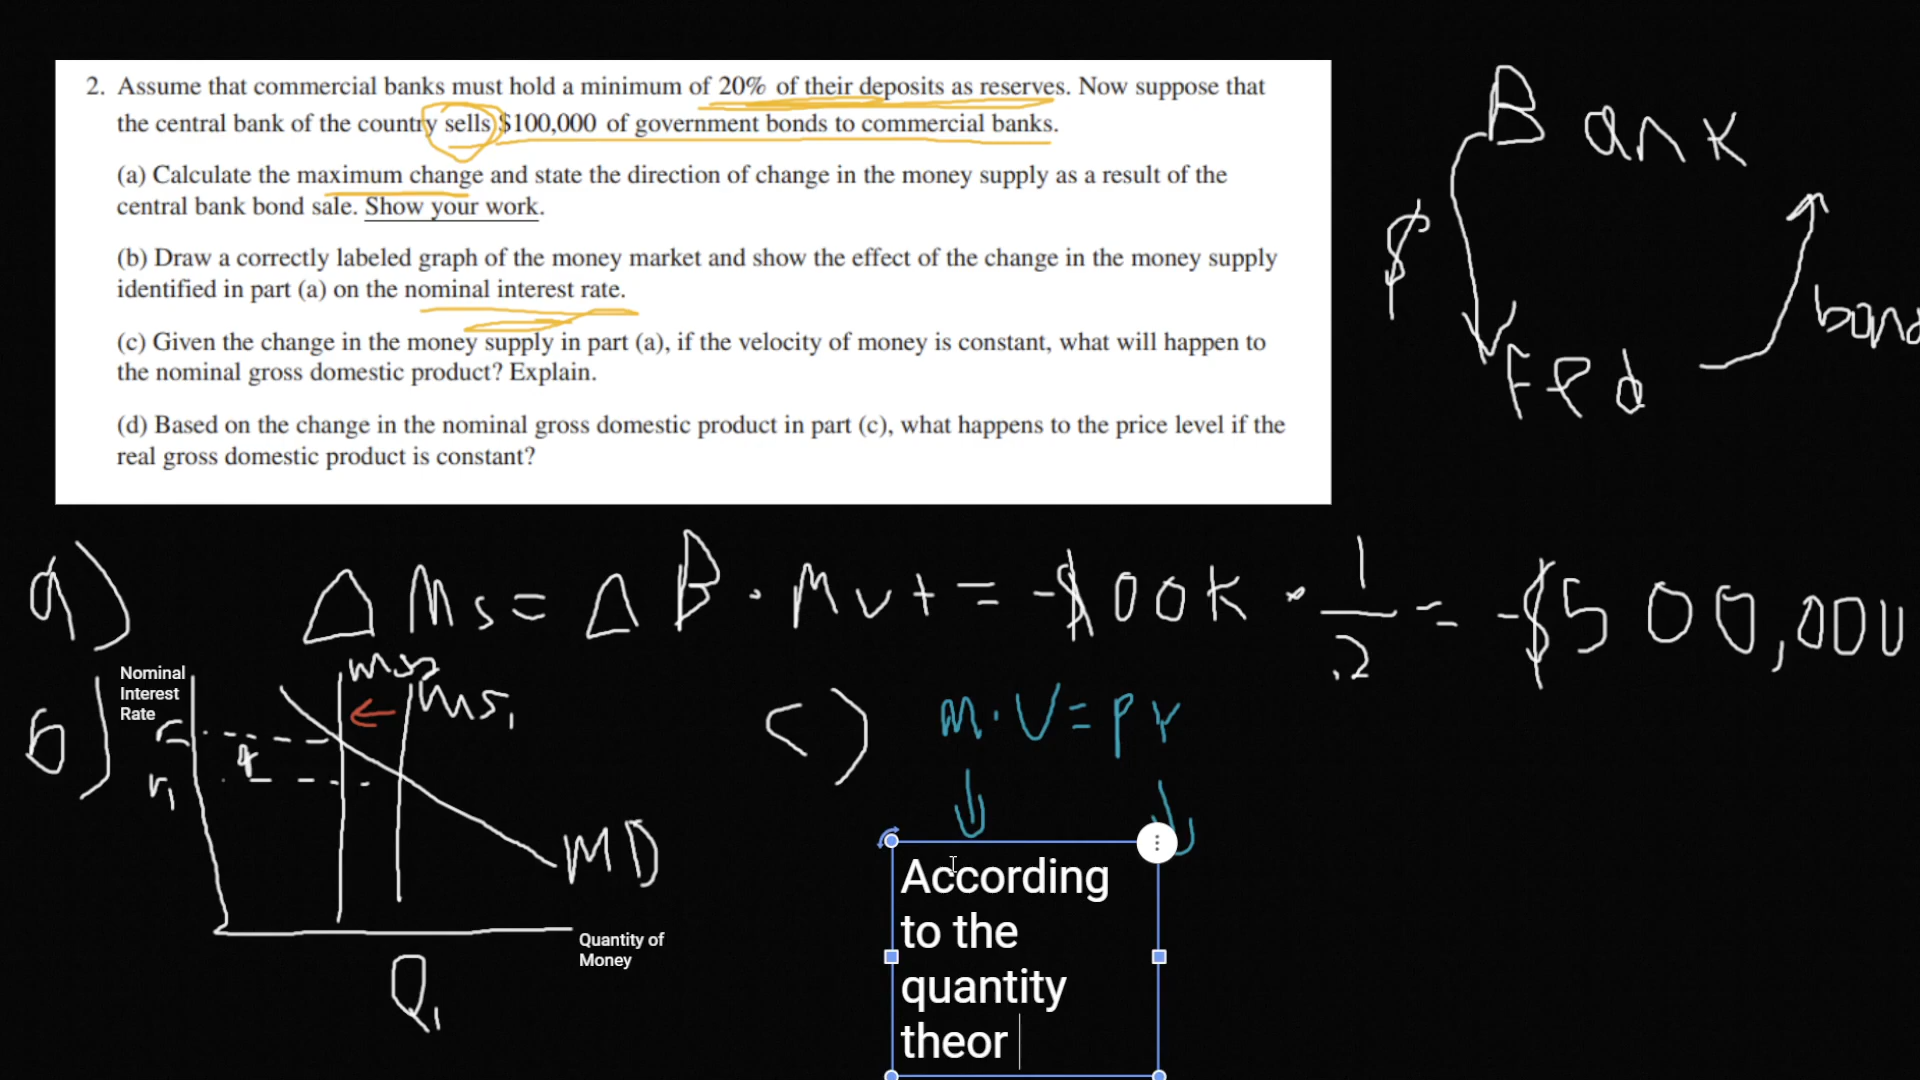 2. Assume that commercial banks must hold a minimum of 20% of their deposits as reserves. Now suppose that
the central bank of the country sells $100,000 of government bonds to commercial banks.
(a) Calculate the maximum change and state the direction of change in the money supply as a result of the
central bank bond sale. Show your work.
(b) Draw a correctly labeled graph of the money market and show the effect of the change in the money supply
identified in part (a) on the nominal interest rate.
(c) Given the change in the money supply in part (a), if the velocity of money is constant, what will happen to
the nominal gross domestic product? Explain.
(d) Based on the change in the nominal gross domestic product in part (c), what happens to the price level if the
real gross domestic product is constant?
Bank
$
bond
Fed
a) ΔMs = ΔB · Mult = -$100K · 1/.2 = -$500,000
b)
Nominal
Interest
Rate
Ms2
Ms1
r1
MD
Quantity of
Money
Q1
c) M · V = P Y
According
to the
quantity
theor